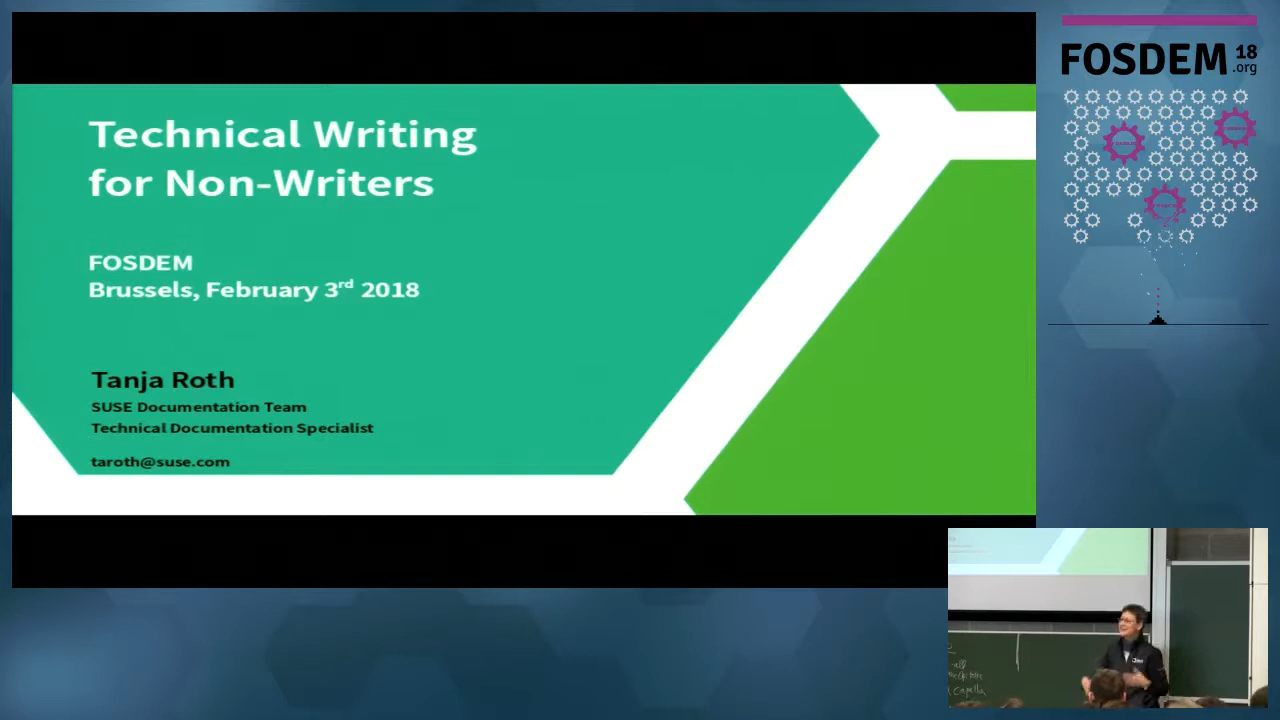 Technical Writing
for Non-Writers
FOSDEM
Brussels, February 3rd 2018
Tanja Roth
SUSE Documentation Team
Technical Documentation Specialist
taroth@suse.com
FOSDEM 18
.org